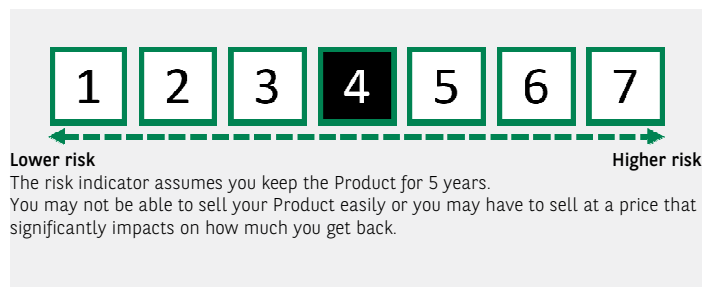 1 2 3 4 5 6 7
Lower risk Higher risk
The risk indicator assumes you keep the Product for 5 years.
You may not be able to sell your Product easily or you may have to sell at a price that
significantly impacts on how much you get back.